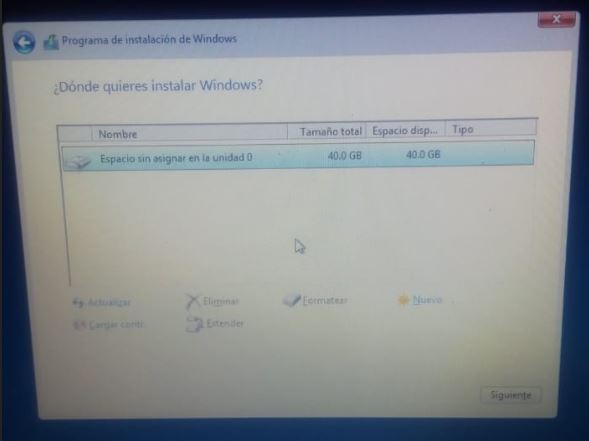 Programa de instalación de Windows
¿Dónde quieres instalar Windows?
Nombre Tamaño total Espacio disp... Tipo
Espacio sin asignar en la unidad 0 40.0 GB 40.0 GB
Actualizar Eliminar Formatear Nuevo
Cargar contr. Extender
Siguiente